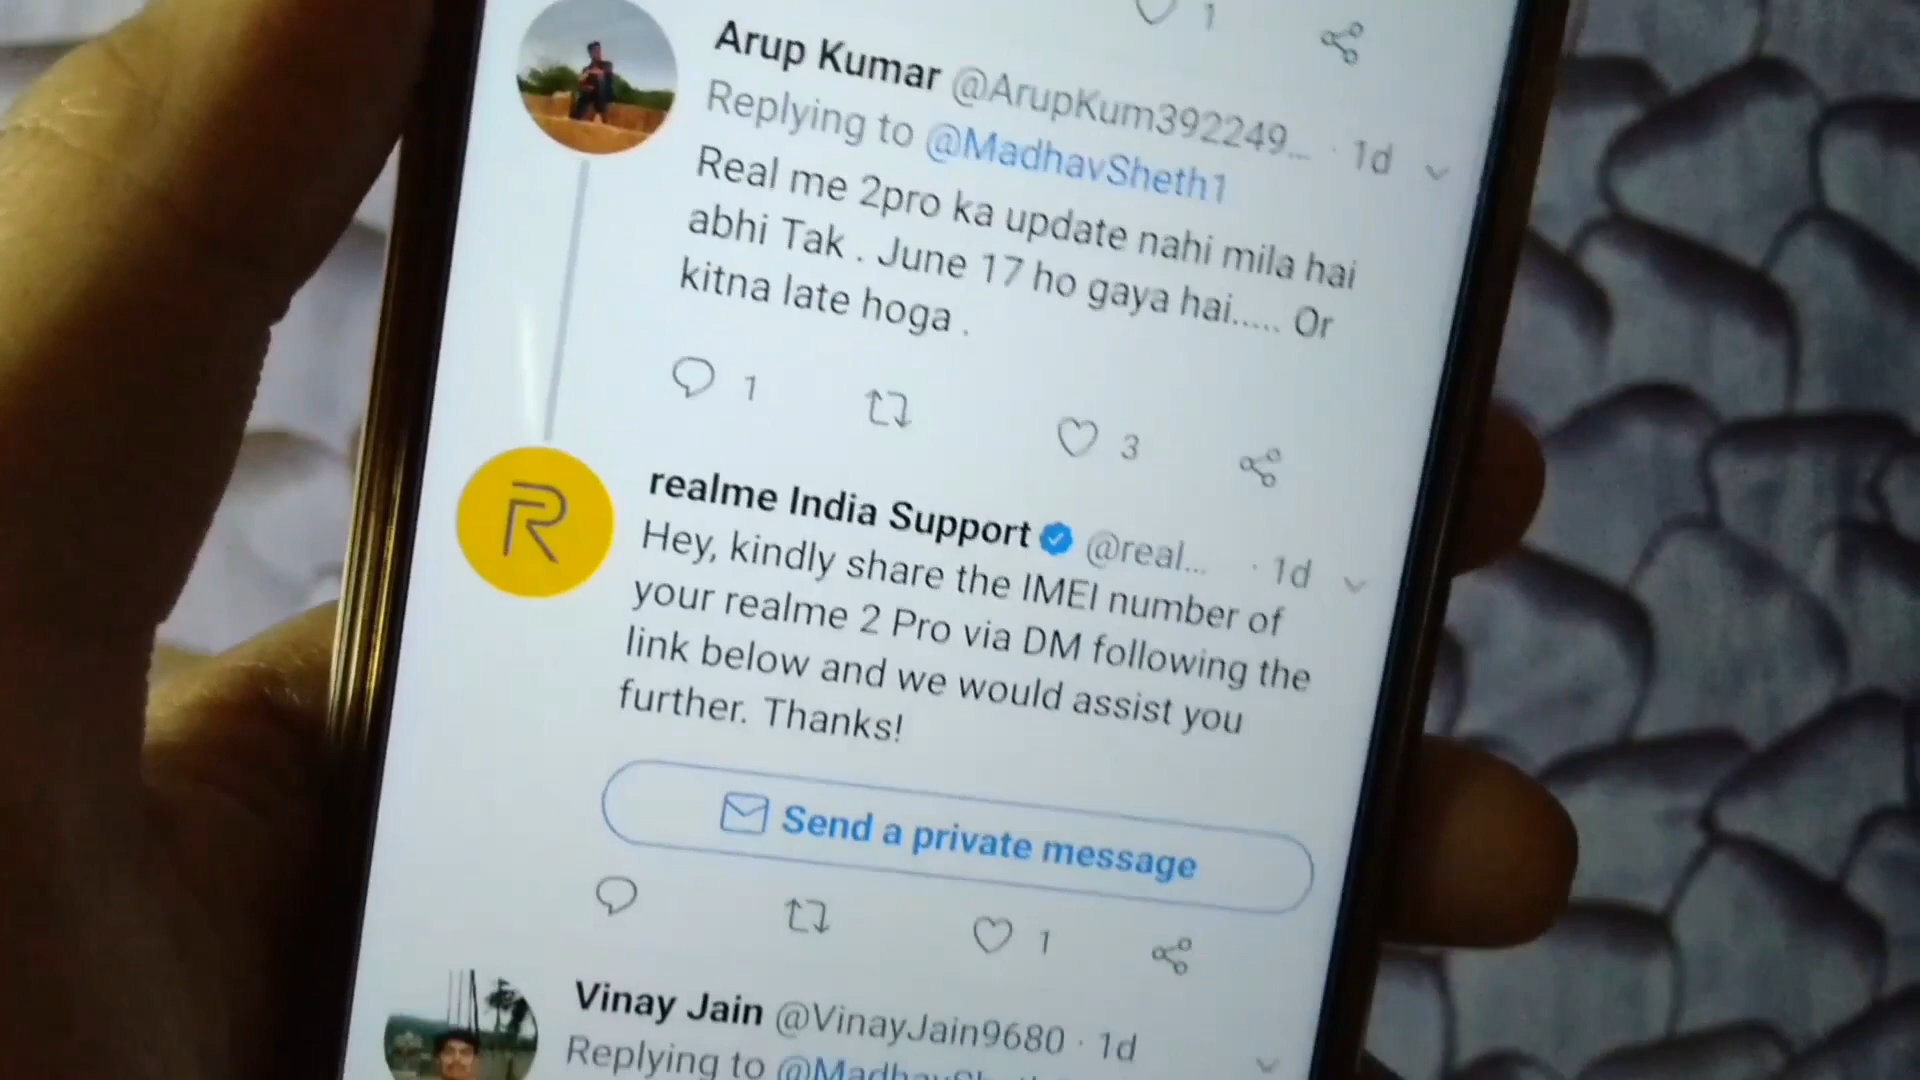 1
Arup Kumar @ArupKum392249... · 1d
Replying to @MadhavSheth1
Real me 2pro ka update nahi mila hai
abhi Tak . June 17 ho gaya hai..... Or
kitna late hoga .
1 3
realme India Support @real... · 1d
Hey, kindly share the IMEI number of
your realme 2 Pro via DM following the
link below and we would assist you
further. Thanks!
Send a private message
1
Vinay Jain @VinayJain9680 · 1d
Replying to